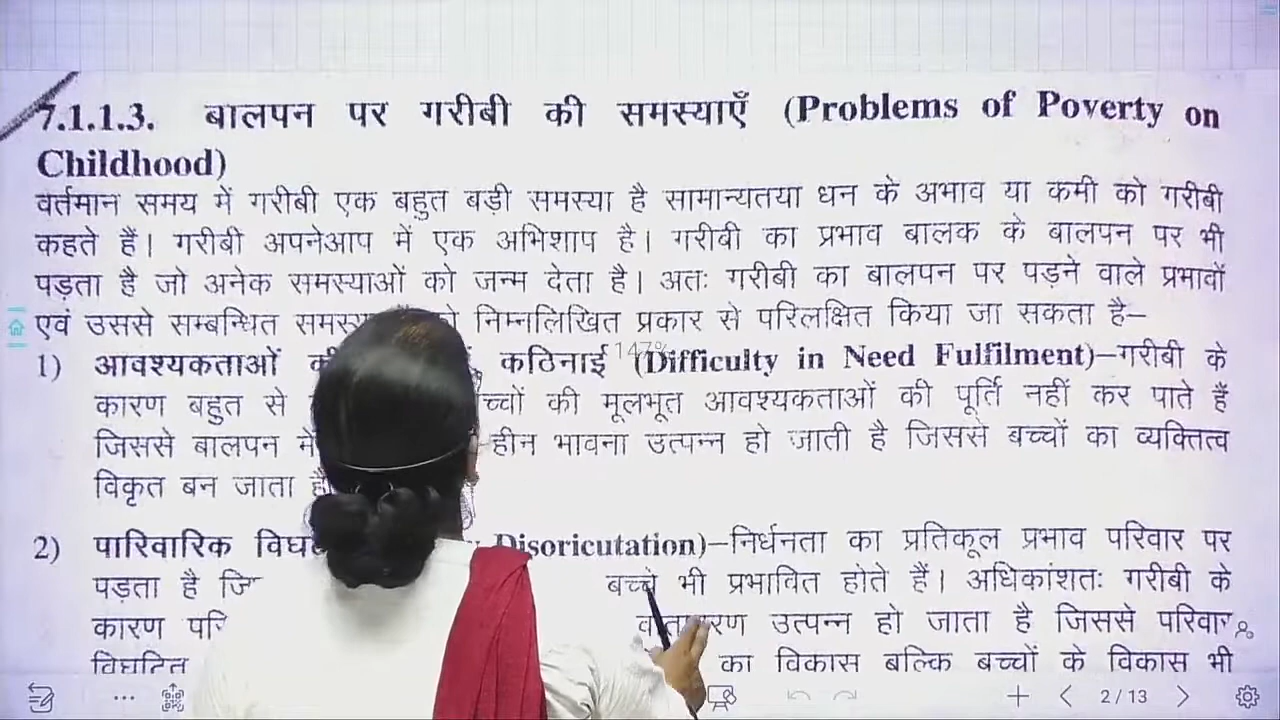 7.1.1.3. बालपन पर गरीबी की समस्याएँ (Problems of Poverty on
Childhood)
वर्तमान समय में गरीबी एक बहुत बड़ी समस्या है सामान्यतया धन के अभाव या कमी को गरीबी
कहते हैं। गरीबी अपनेआप में एक अभिशाप है। गरीबी का प्रभाव बालक के बालपन पर भी
पड़ता है जो अनेक समस्याओं को जन्म देता है। अतः गरीबी का बालपन पर पड़ने वाले प्रभावों
एवं उससे सम्बन्धित निम्नलिखित प्रकार से परिलक्षित किया जा सकता है–
147%
1) आवश्यकताओं कठिनाई (Difficulty in Need Fulfilment)–गरीबी के
कारण बहुत से की मूलभूत आवश्यकताओं की पूर्ति नहीं कर पाते हैं
जिससे बालपन में हीन भावना उत्पन्न हो जाती है जिससे बच्चों का व्यक्तित्व
विकृत बन जाता है
2) पारिवारिक Disoricutation)–निर्धनता का प्रतिकूल प्रभाव परिवार पर
पड़ता है बच्चे भी प्रभावित होते हैं। अधिकांशतः गरीबी के
कारण वातावरण उत्पन्न हो जाता है जिससे परिवार
विघटित का विकास बल्कि बच्चों के विकास भी
2/13